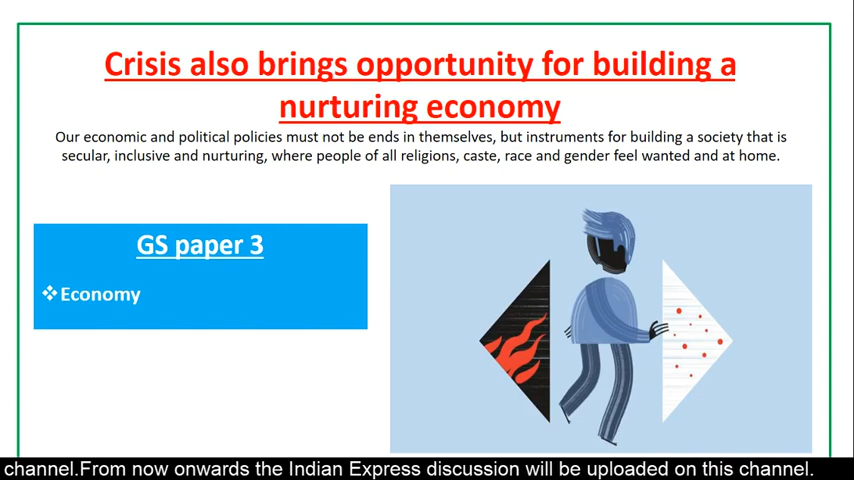 Crisis also brings opportunity for building a
nurturing economy
Our economic and political policies must not be ends in themselves, but instruments for building a society that is
secular, inclusive and nurturing, where people of all religions, caste, race and gender feel wanted and at home.
GS paper 3
❖Economy
channel.From now onwards the Indian Express discussion will be uploaded on this channel.